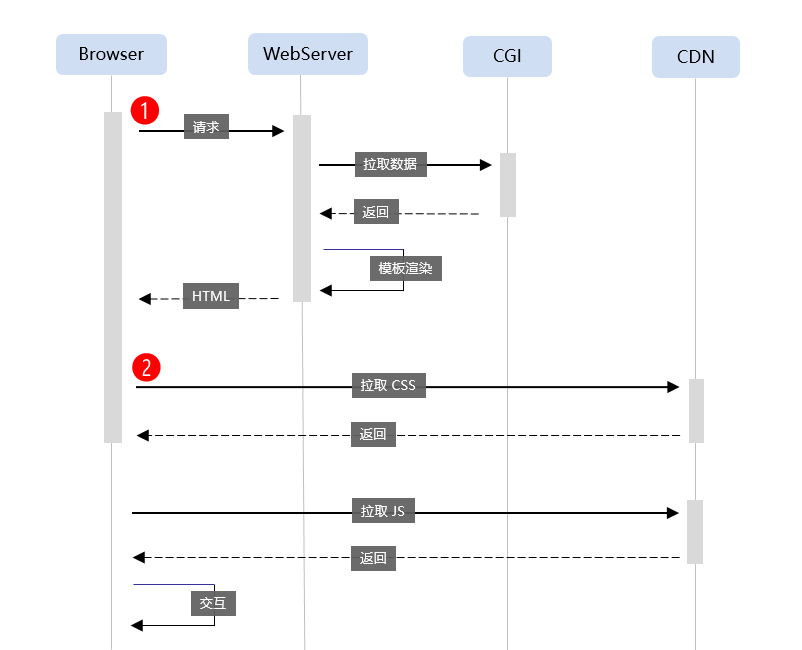 Browser
WebServer
CGI
CDN
1
请求
拉取数据
返回
模板渲染
HTML
2
拉取 CSS
返回
拉取 JS
返回
交互